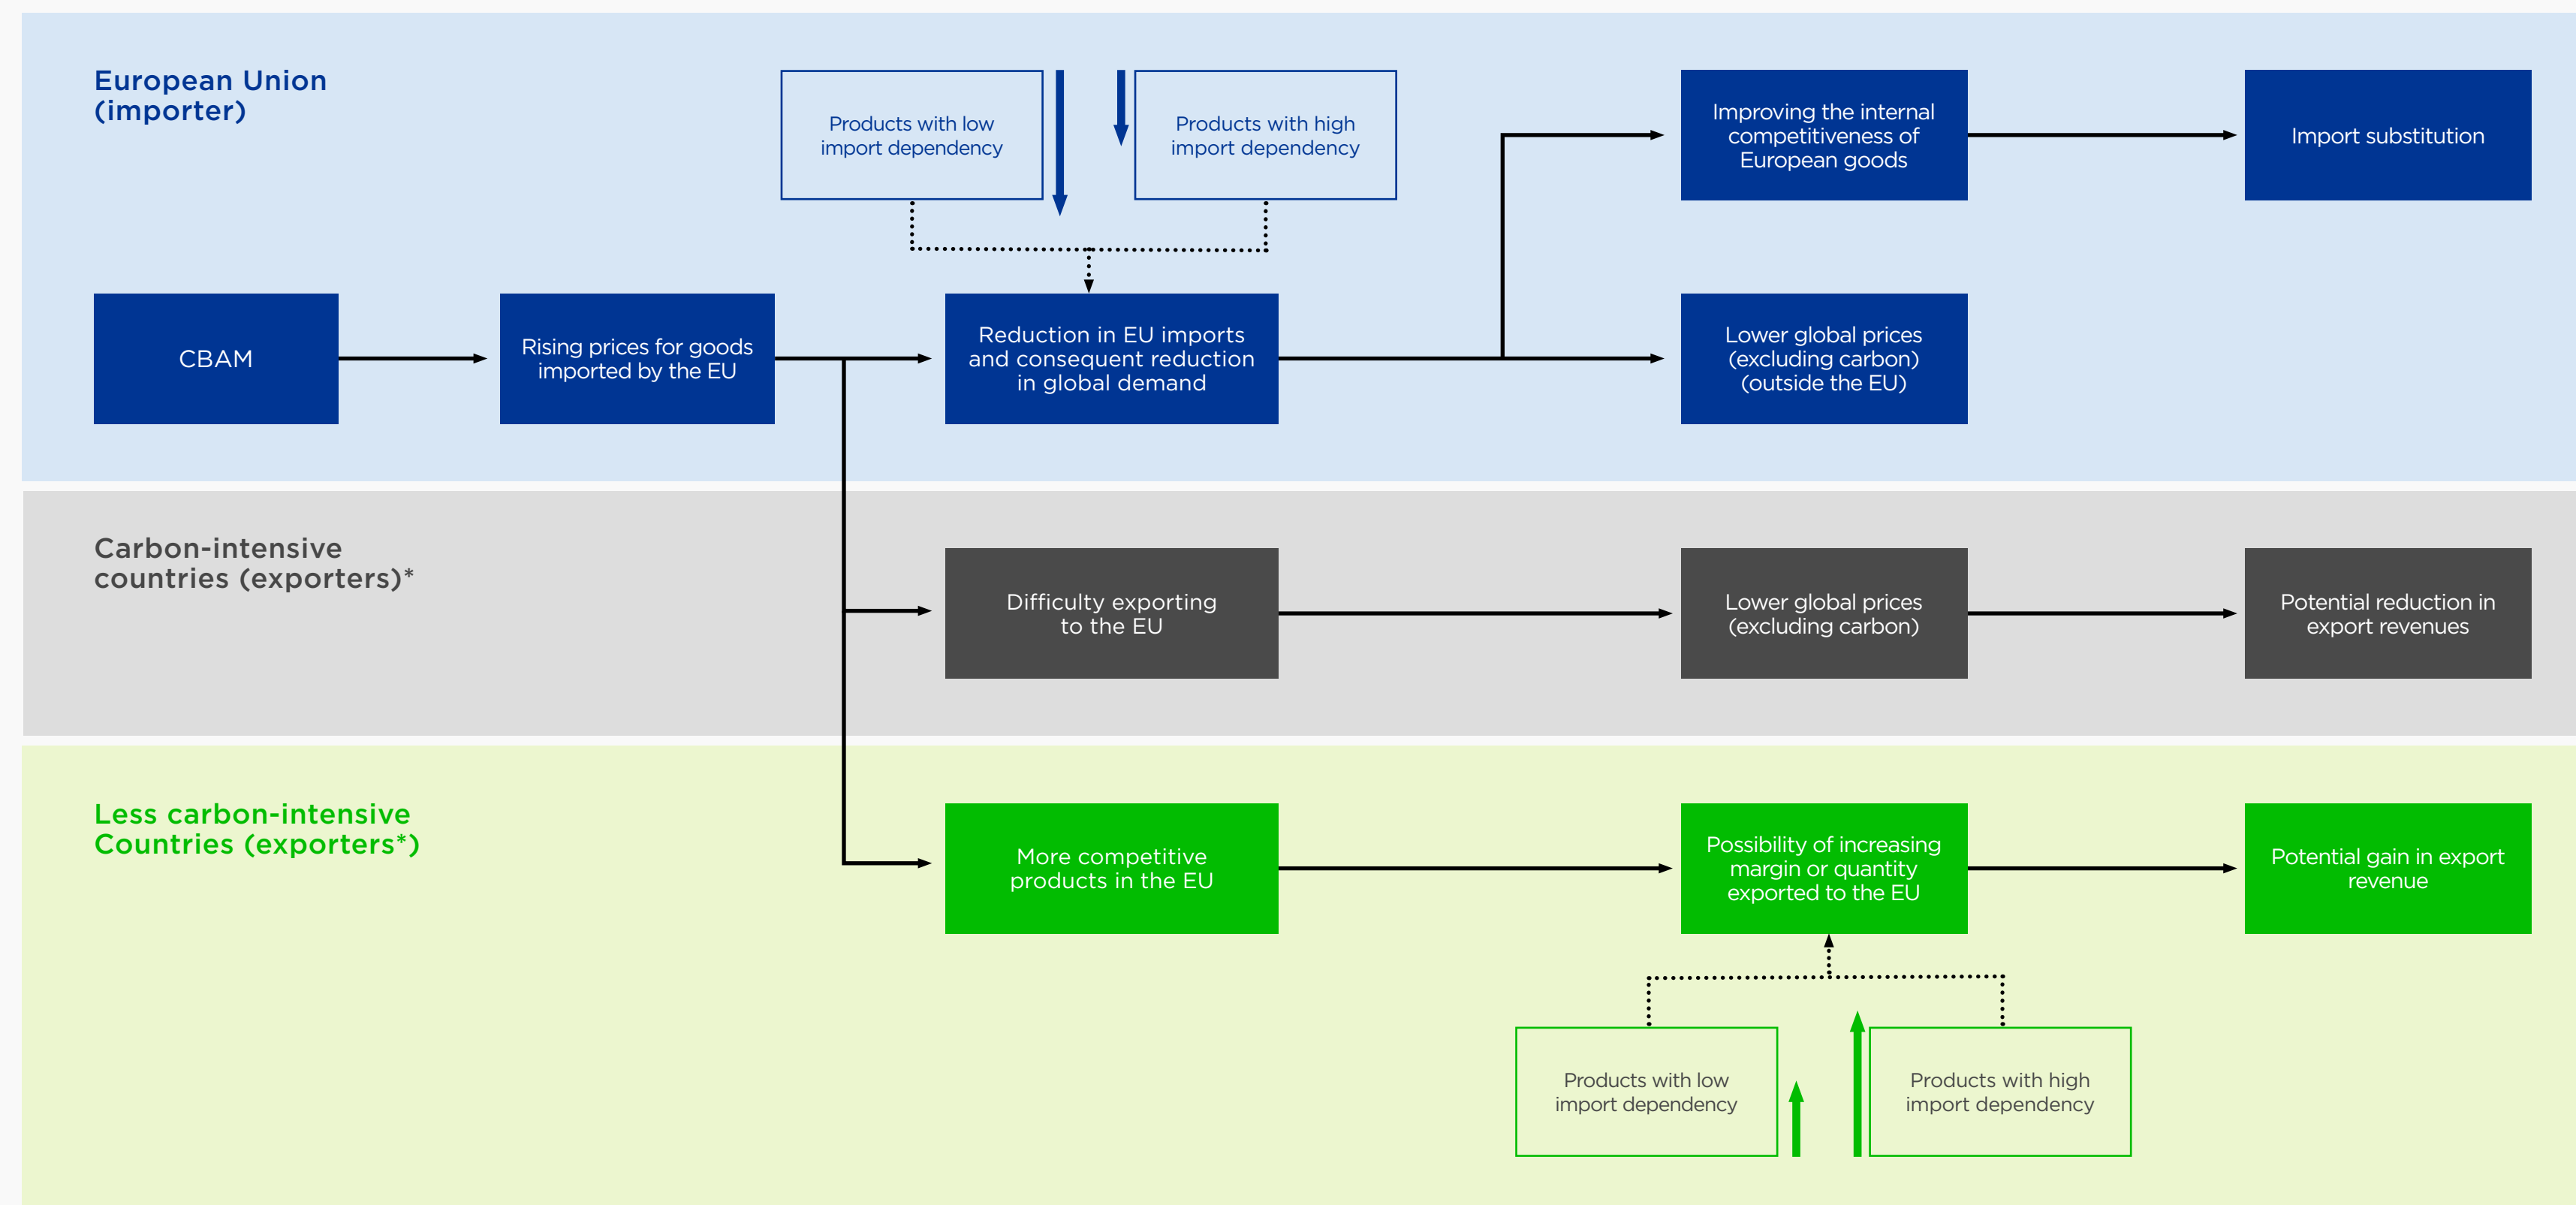 European Union
(importer)
Products with low
import dependency
Products with high
import dependency
Improving the internal
competitiveness of
European goods
Import substitution
CBAM
Rising prices for goods
imported by the EU
Reduction in EU imports
and consequent reduction
in global demand
Lower global prices
(excluding carbon)
(outside the EU)
Carbon-intensive
countries (exporters)*
Difficulty exporting
to the EU
Lower global prices
(excluding carbon)
Potential reduction in
export revenues
Less carbon-intensive
Countries (exporters*)
More competitive
products in the EU
Possibility of increasing
margin or quantity
exported to the EU
Potential gain in export
revenue
Products with low
import dependency
Products with high
import dependency